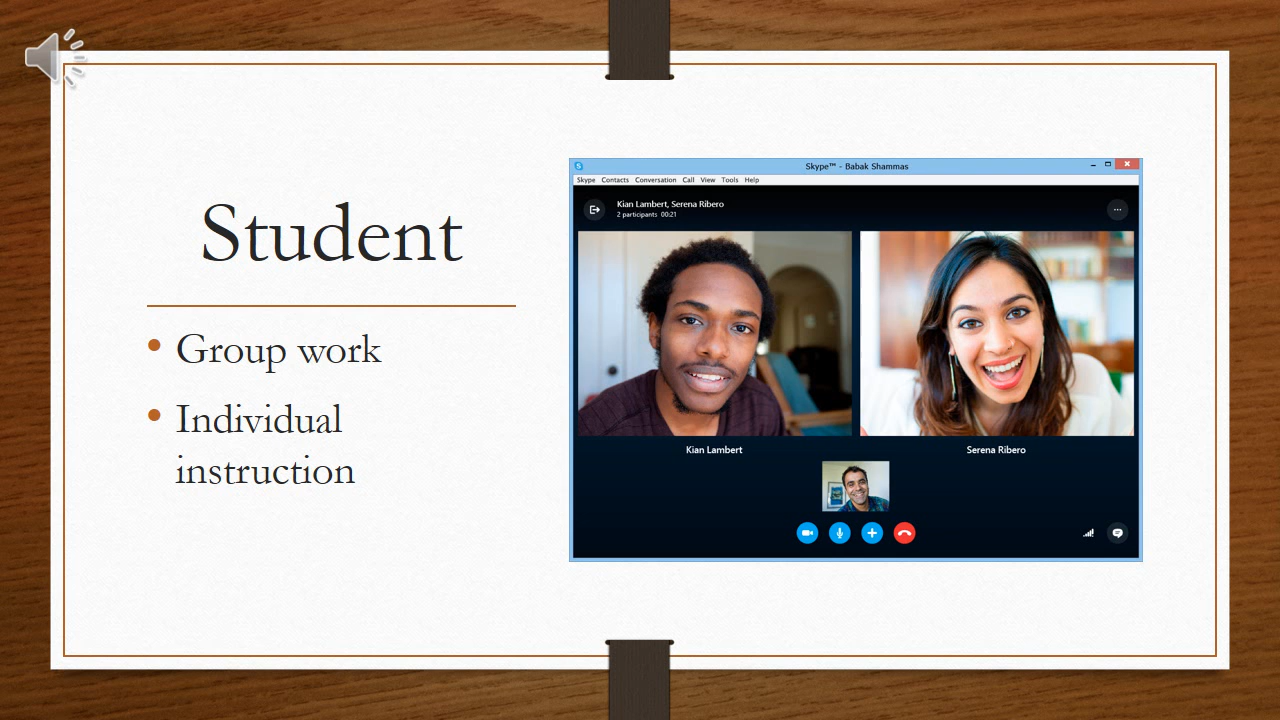 Student
Group work
Individual
instruction
Skype™ - Babak Shammas
Skype Contacts Conversation Call View Tools Help
Kian Lambert, Serena Ribero
2 participants 00:21
Kian Lambert
Serena Ribero